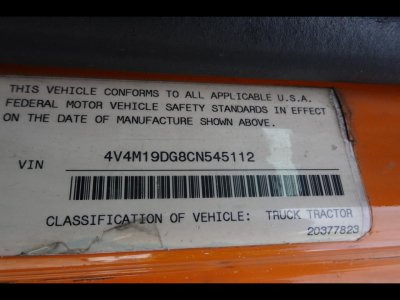 THIS VEHICLE CONFORMS TO ALL APPLICABLE U.S.A.
FEDERAL MOTOR VEHICLE SAFETY STANDARDS IN EFFECT
ON THE DATE OF MANUFACTURE SHOWN ABOVE.
VIN 4V4M19DG8CN545112
CLASSIFICATION OF VEHICLE: TRUCK TRACTOR
20377823